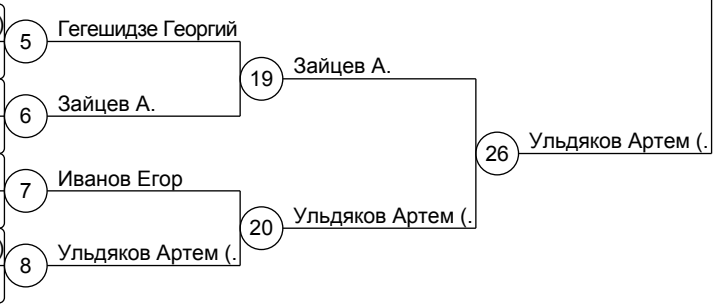 5 Гегешидзе Георгий
19 Зайцев А.
6 Зайцев А.
26 Ульдяков Артем (.
7 Иванов Егор
20 Ульдяков Артем (.
8 Ульдяков Артем (.